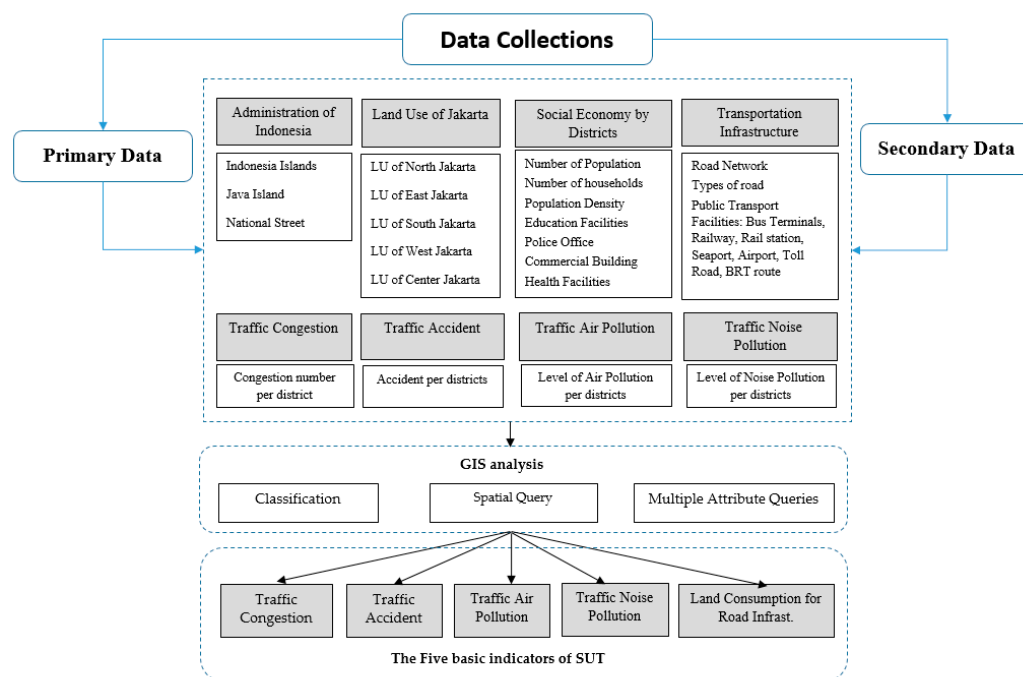 Data Collections
Primary Data
Secondary Data
Administration of
Indonesia
Indonesia Islands
Java Island
National Street
Land Use of Jakarta
LU of North Jakarta
LU of East Jakarta
LU of South Jakarta
LU of West Jakarta
LU of Center Jakarta
Social Economy by
Districts
Number of Population
Number of households
Population Density
Education Facilities
Police Office
Commercial Building
Health Facilities
Transportation
Infrastructure
Road Network
Types of road
Public Transport
Facilities: Bus Terminals,
Railway, Rail station,
Seaport, Airport, Toll
Road, BRT route
Traffic Congestion
Congestion number
per district
Traffic Accident
Accident per districts
Traffic Air Pollution
Level of Air Pollution
per districts
Traffic Noise
Pollution
Level of Noise Pollution
per districts
GIS analysis
Classification
Spatial Query
Multiple Attribute Queries
Traffic
Congestion
Traffic
Accident
Traffic Air
Pollution
Traffic Noise
Pollution
Land Consumption for
Road Infrast.
The Five basic indicators of SUT